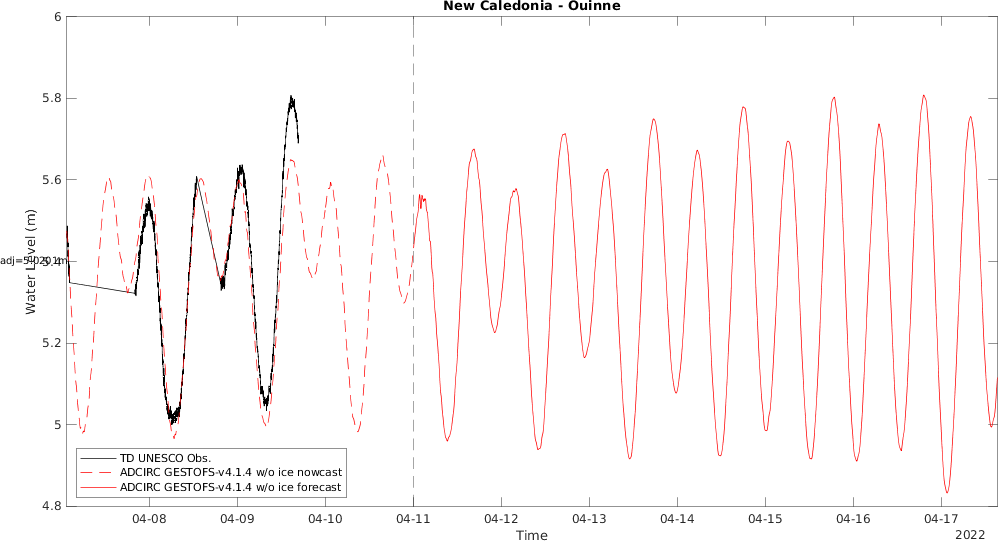 New Caledonia - Ouinne
6
5.8
5.6
5.4
5.2
5
4.8
Water Level (m)
TD UNESCO Obs.
ADCIRC GESTOFS-v4.1.4 w/o ice nowcast
ADCIRC GESTOFS-v4.1.4 w/o ice forecast
04-08 04-09 04-10 04-11 04-12 04-13 04-14 04-15 04-16 04-17
Time
2022